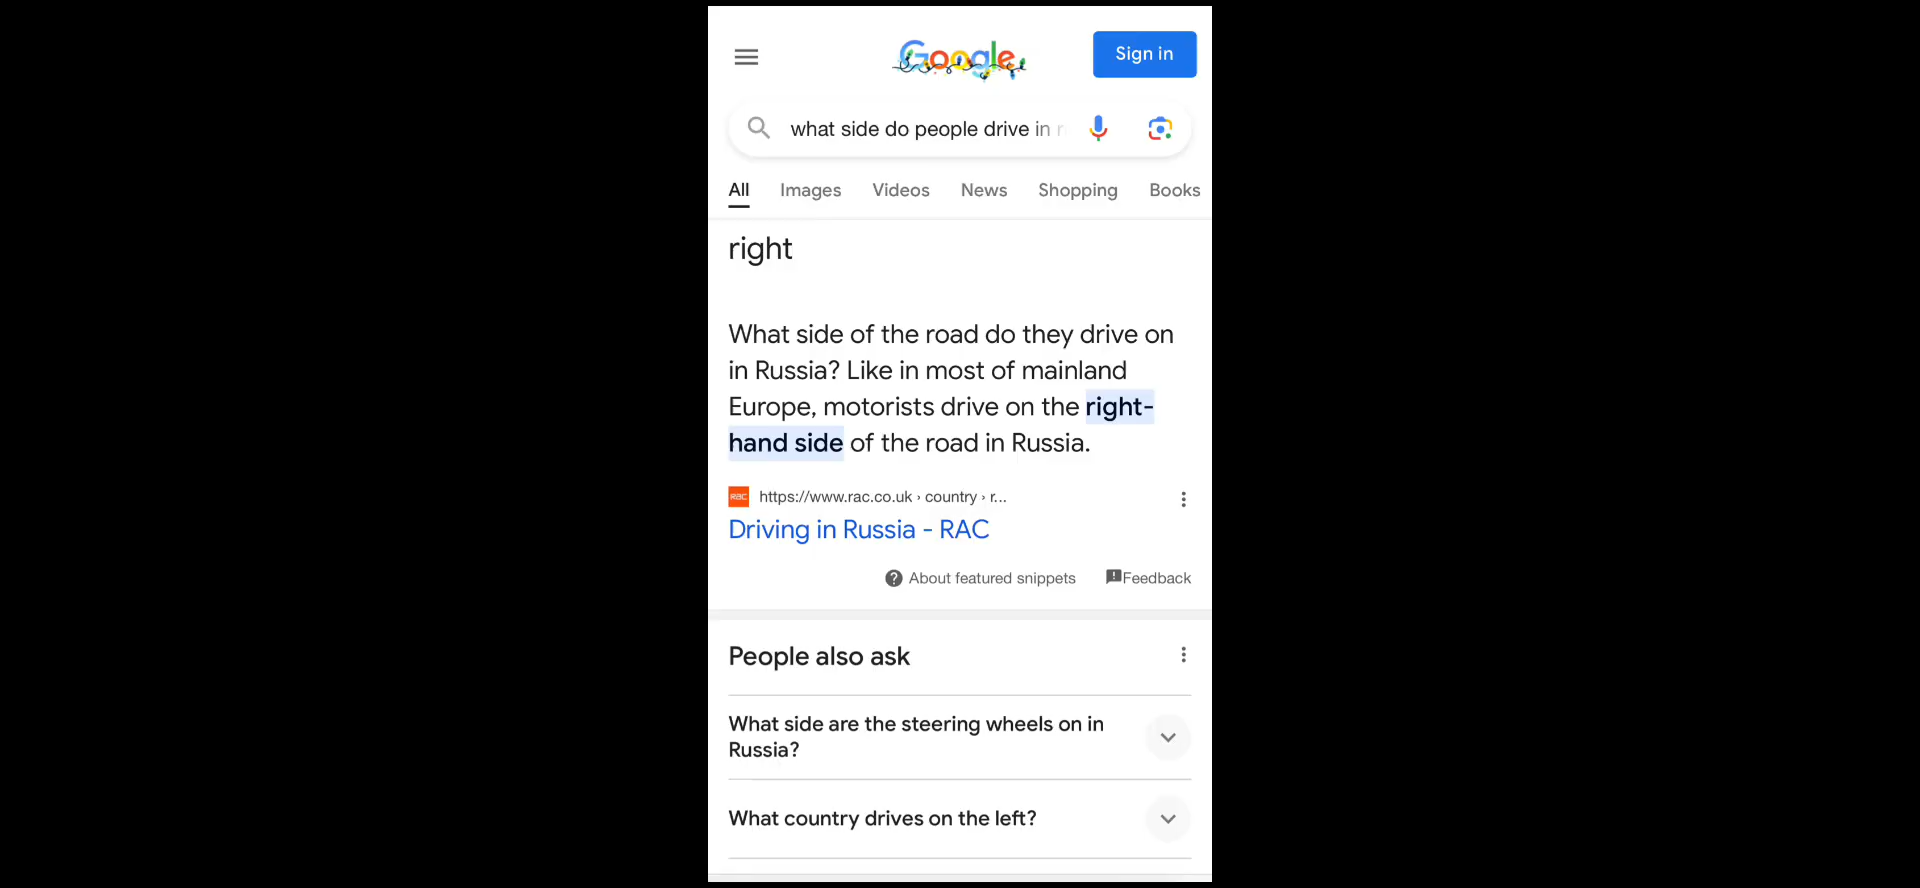 Google
Sign in
what side do people drive in r
All Images Videos News Shopping Books
right
What side of the road do they drive on
in Russia? Like in most of mainland
Europe, motorists drive on the right-
hand side of the road in Russia.
RAC https://www.rac.co.uk › country › r...
Driving in Russia - RAC
About featured snippets Feedback
People also ask
What side are the steering wheels on in
Russia?
What country drives on the left?